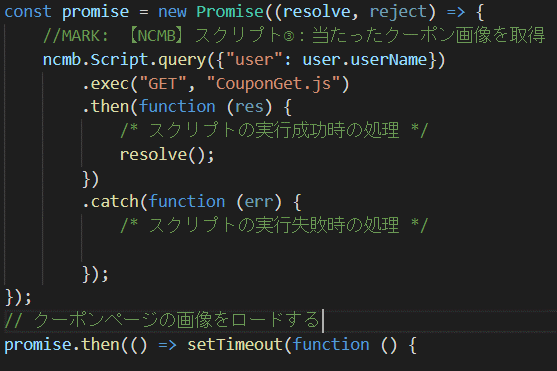 const promise = new Promise((resolve, reject) => {
//MARK: 【NCMB】スクリプト③：当たったクーポン画像を取得
ncmb.Script.query({"user": user.userName})
.exec("GET", "CouponGet.js")
.then(function (res) {
/* スクリプトの実行成功時の処理 */
resolve();
})
.catch(function (err) {
/* スクリプトの実行失敗時の処理 */
});
});
// クーポンページの画像をロードする
promise.then(() => setTimeout(function () {